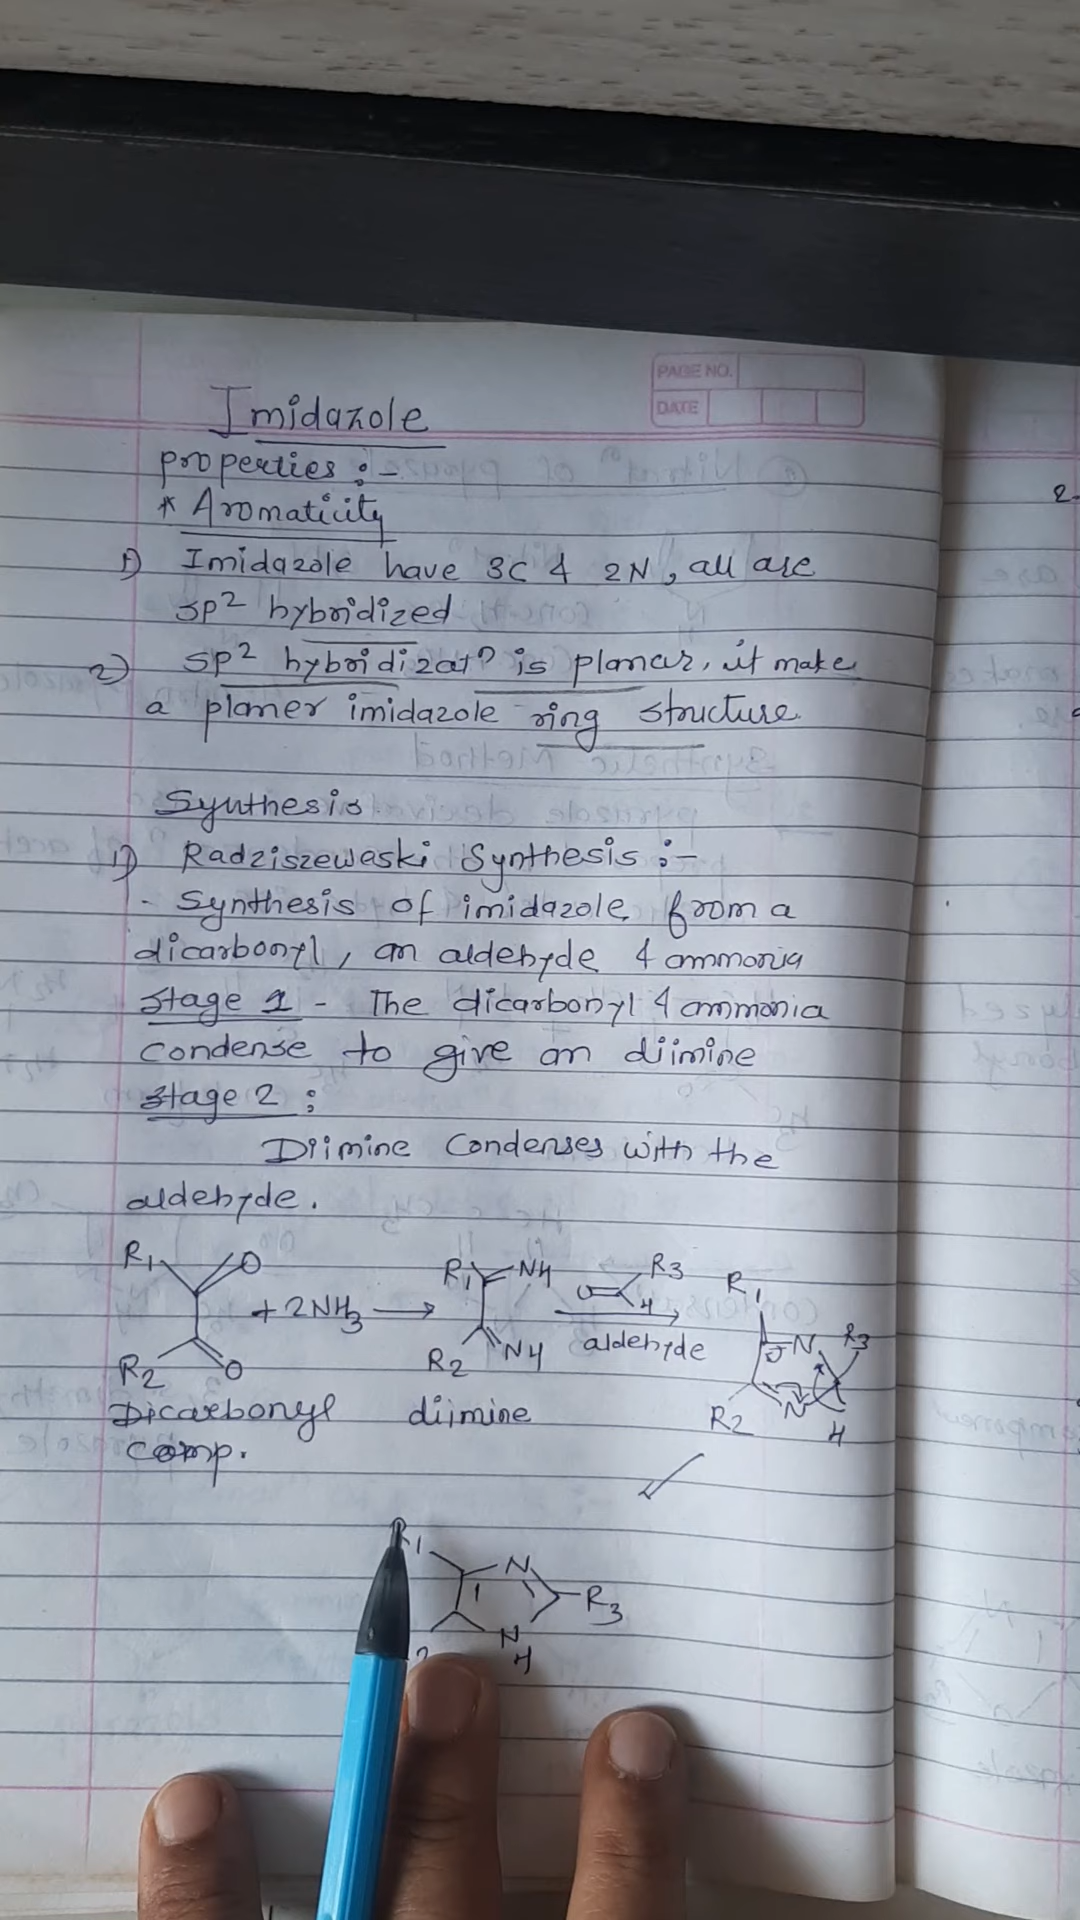 PAGE NO.
DATE
Imidazole
properties :-
* Aromaticity
1) Imidazole have 3C & 2N, all are
sp2 hybridized
2) sp2 hybridizatn is planar, it make
a planer imidazole ring structure.
Synthesis
1) Radziszewaski Synthesis :-
- Synthesis of imidazole from a
dicarbonyl, an aldehyde & ammonia
Stage 1 - The dicarbonyl & ammonia
condense to give an diimine
Stage 2 :
Diimine Condenses with the
aldehyde.
R1 O R1 NH O R3 H R1
+ 2NH3 → → N R3
R2 O R2 NH aldehyde R2 N H
Dicarbonyl diimine
comp.
R1 N
R3
2 N
H